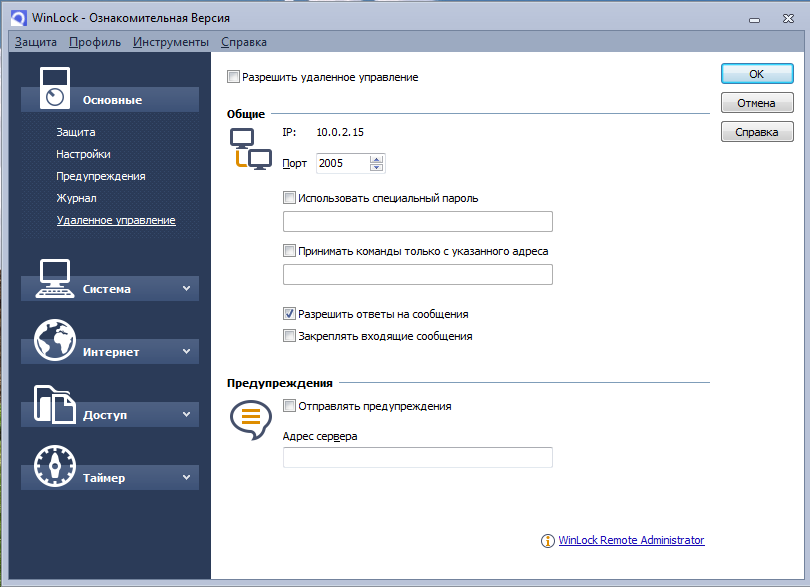 WinLock - Ознакомительная Версия
Защита Профиль Инструменты Справка
Основные
Защита
Настройки
Предупреждения
Журнал
Удаленное управление
Система
Интернет
Доступ
Таймер
Разрешить удаленное управление
Общие
IP: 10.0.2.15
Порт 2005
Использовать специальный пароль
Принимать команды только с указанного адреса
Разрешить ответы на сообщения
Закреплять входящие сообщения
Предупреждения
Отправлять предупреждения
Адрес сервера
WinLock Remote Administrator
OK
Отмена
Справка